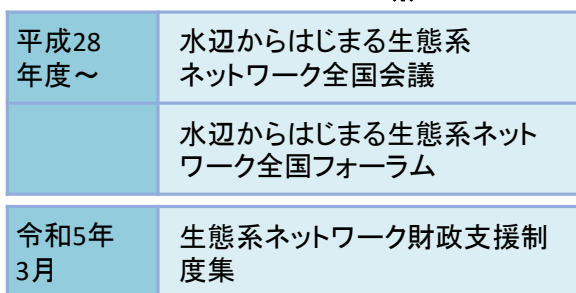 平成28
年度～
水辺からはじまる生態系
ネットワーク全国会議
水辺からはじまる生態系ネット
ワーク全国フォーラム
令和5年
3月
生態系ネットワーク財政支援制
度集